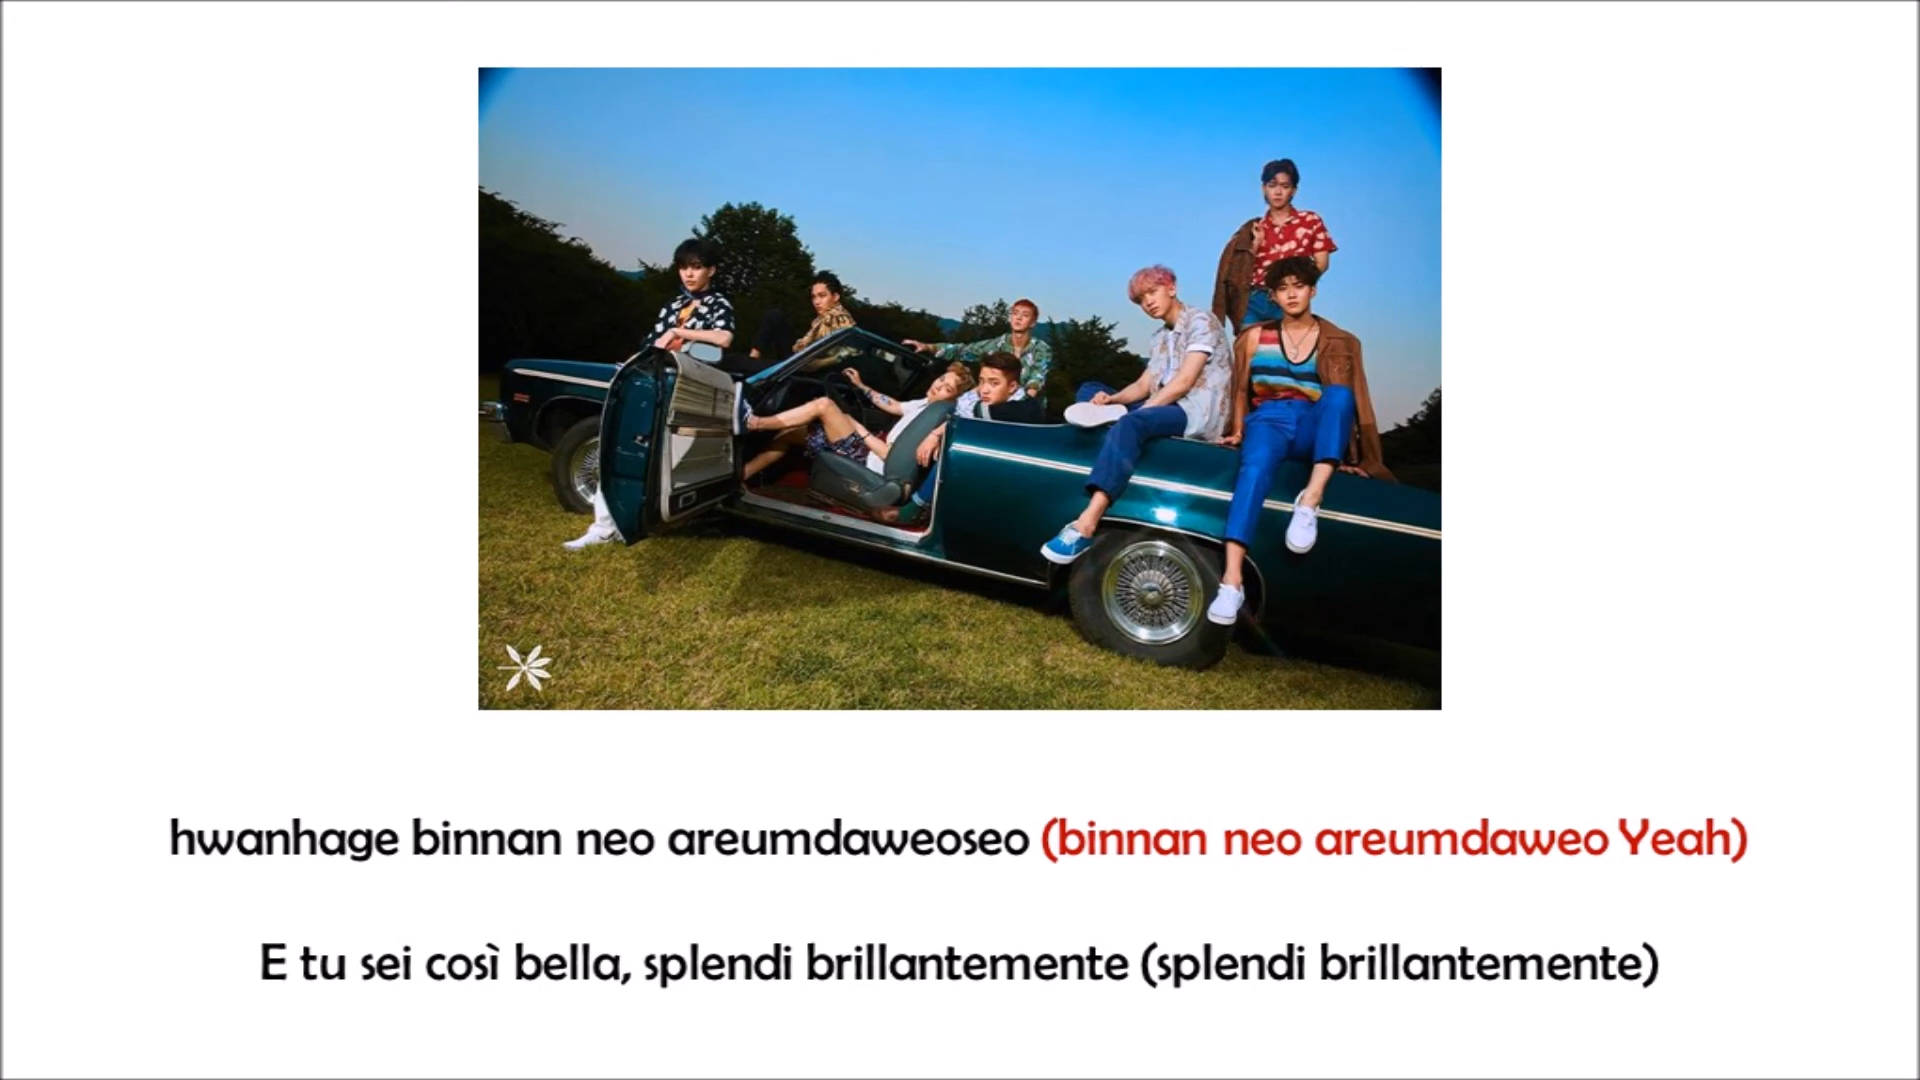 hwanhage binnan neo areumdaweoseo (binnan neo areumdaweo Yeah)
E tu sei così bella, splendi brillantemente (splendi brillantemente)